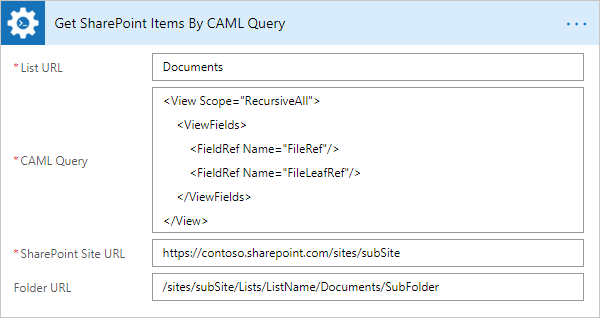 Get SharePoint Items By CAML Query
* List URL Documents
* CAML Query
<View Scope="RecursiveAll">
<ViewFields>
<FieldRef Name="FileRef"/>
<FieldRef Name="FileLeafRef"/>
</ViewFields>
</View>
* SharePoint Site URL https://contoso.sharepoint.com/sites/subSite
Folder URL /sites/subSite/Lists/ListName/Documents/SubFolder